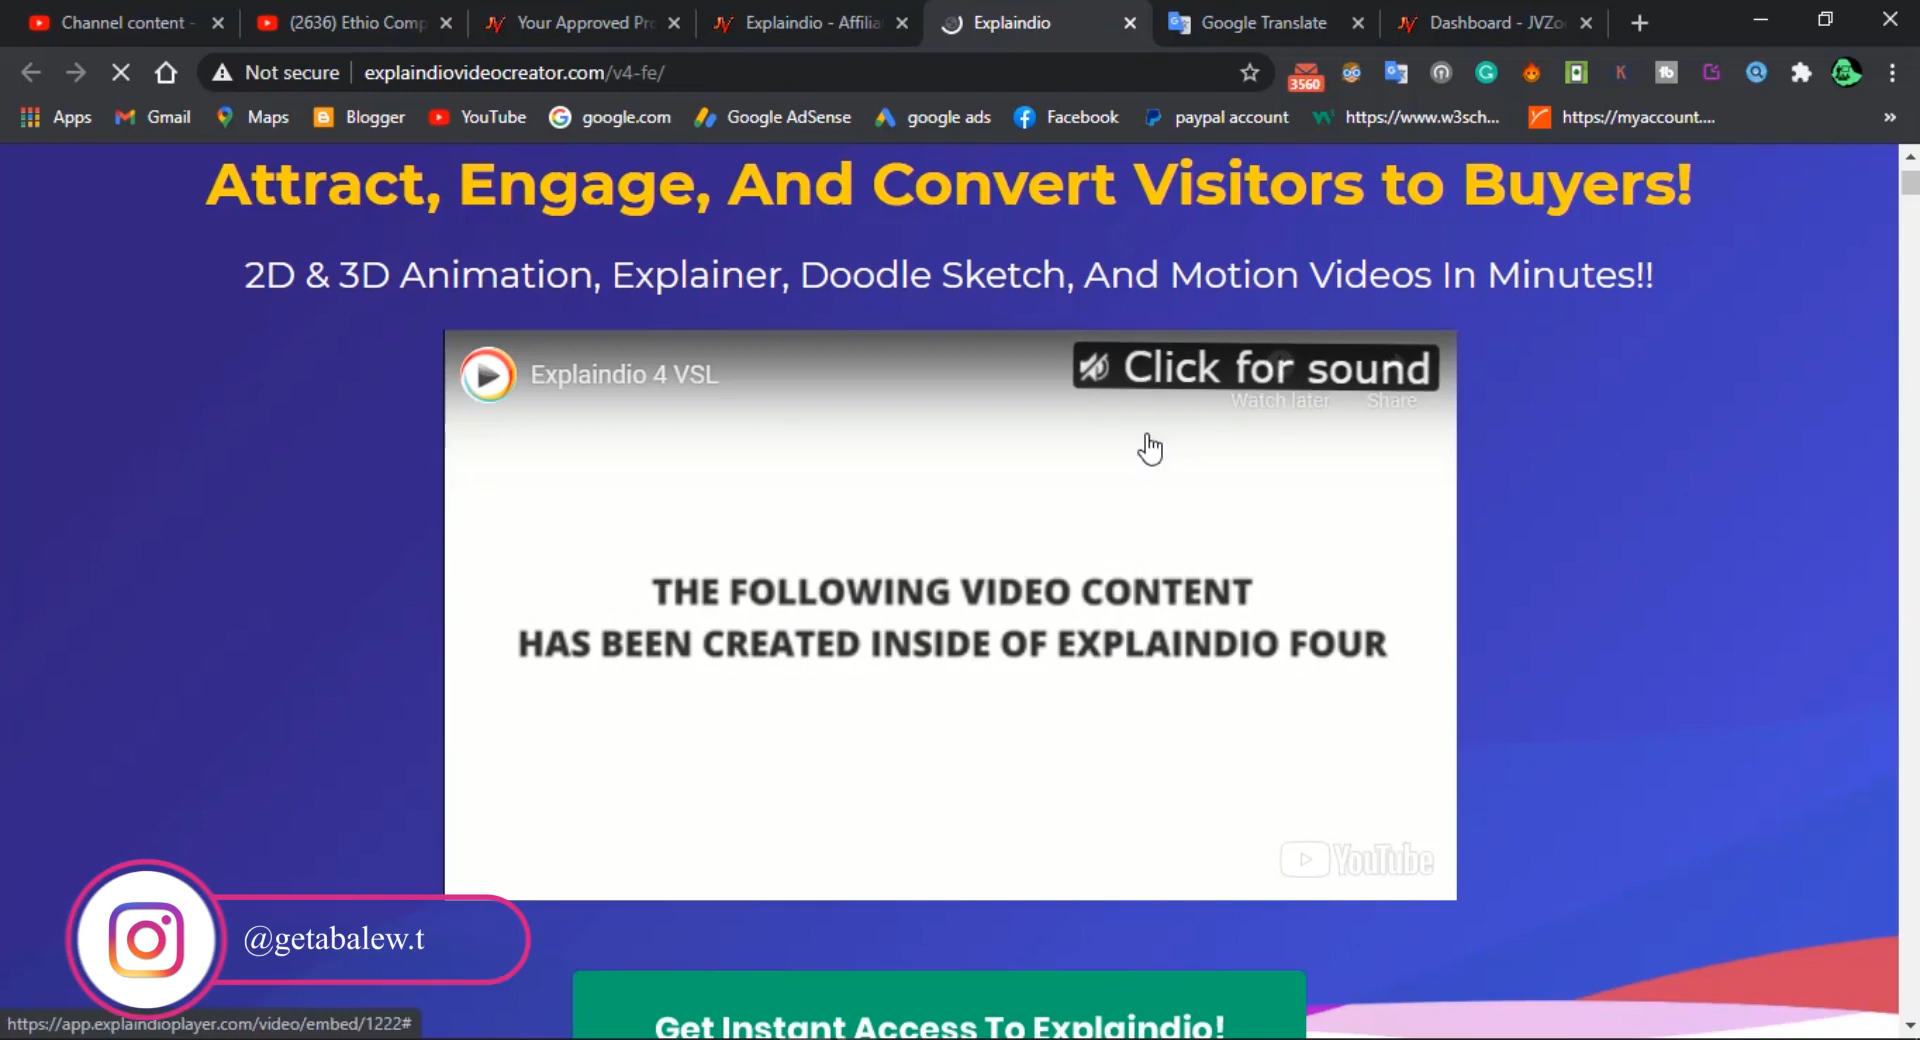 Channel content -
(2636) Ethio Comp
Your Approved Pro
Explaindio - Affilia
Explaindio
Google Translate
Dashboard - JVZo
Not secure
explaindiovideocreator.com/v4-fe/
3560
Apps
Gmail
Maps
Blogger
YouTube
google.com
Google AdSense
google ads
Facebook
paypal account
https://www.w3sch...
https://myaccount....
Attract, Engage, And Convert Visitors to Buyers!
2D & 3D Animation, Explainer, Doodle Sketch, And Motion Videos In Minutes!!
Explaindio 4 VSL
Click for sound
Watch later
Share
THE FOLLOWING VIDEO CONTENT
HAS BEEN CREATED INSIDE OF EXPLAINDIO FOUR
YouTube
@getabalew.t
https://app.explaindioplayer.com/video/embed/1222#
Get Instant Access To Explaindio!